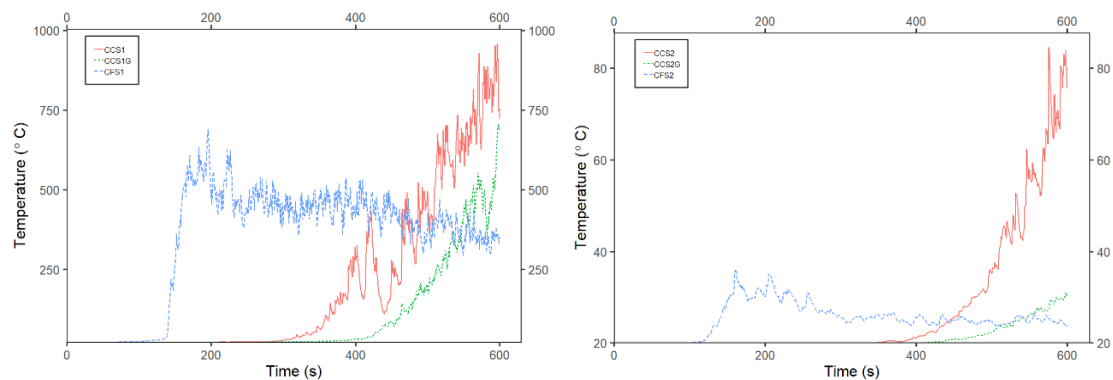 0 200 400 600
1000 1000
CCS1
CCS1G
CFS1
750 750
500 500
250 250
Temperature (° C)
0 200 400 600
Time (s)
0 200 400 600
CCS2
CCS2G
CFS2
80 80
60 60
40 40
20 20
Temperature (° C)
0 200 400 600
Time (s)